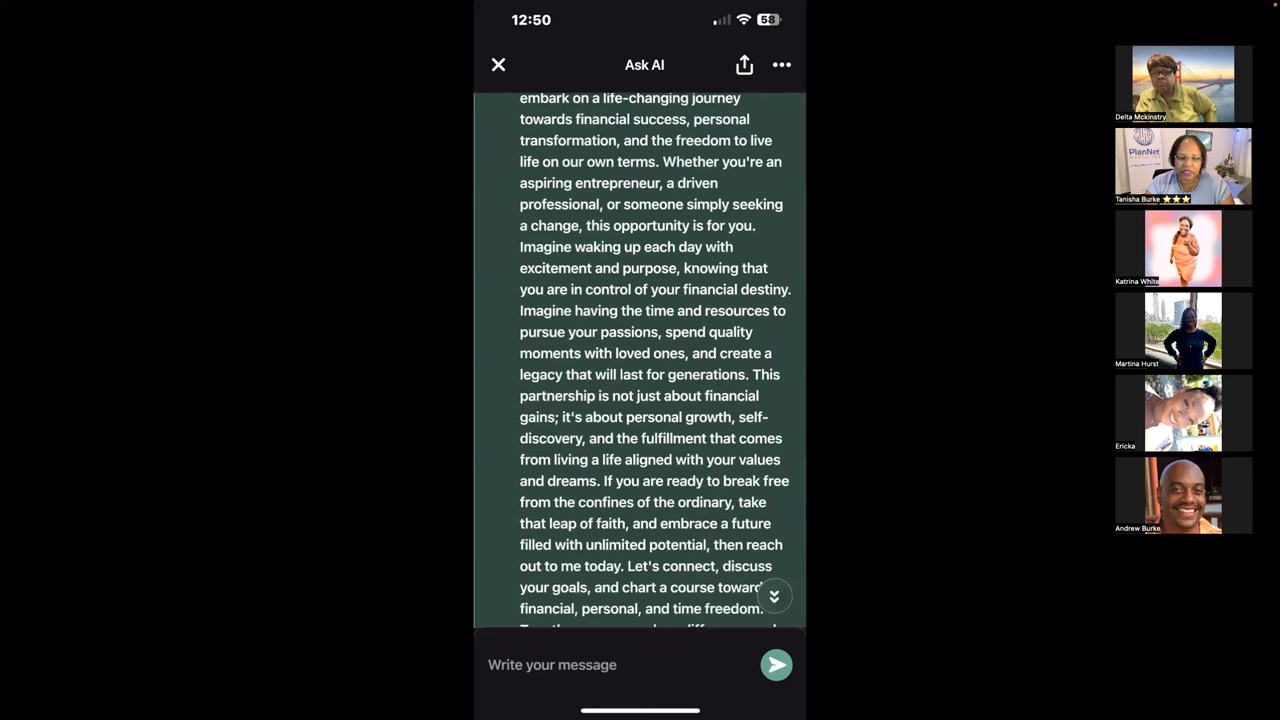 12:50
58
Ask AI
embark on a life-changing journey
towards financial success, personal
transformation, and the freedom to live
life on our own terms. Whether you're an
aspiring entrepreneur, a driven
professional, or someone simply seeking
a change, this opportunity is for you.
Imagine waking up each day with
excitement and purpose, knowing that
you are in control of your financial destiny.
Imagine having the time and resources to
pursue your passions, spend quality
moments with loved ones, and create a
legacy that will last for generations. This
partnership is not just about financial
gains; it's about personal growth, self-
discovery, and the fulfillment that comes
from living a life aligned with your values
and dreams. If you are ready to break free
from the confines of the ordinary, take
that leap of faith, and embrace a future
filled with unlimited potential, then reach
out to me today. Let's connect, discuss
your goals, and chart a course toward
financial, personal, and time freedom.
Write your message
Delta Mckinstry
PlanNet
Tanisha Burke ⭐⭐⭐
Katrina White
Martina Hurst
Ericka
Andrew Burke